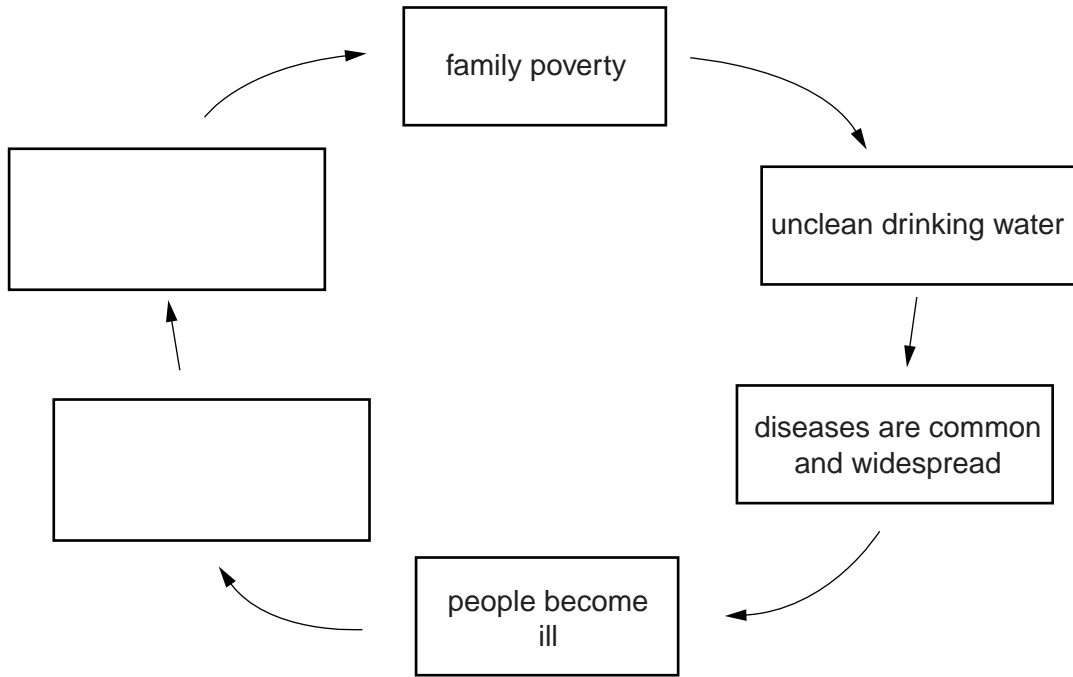 family poverty
unclean drinking water
diseases are common
and widespread
people become
ill